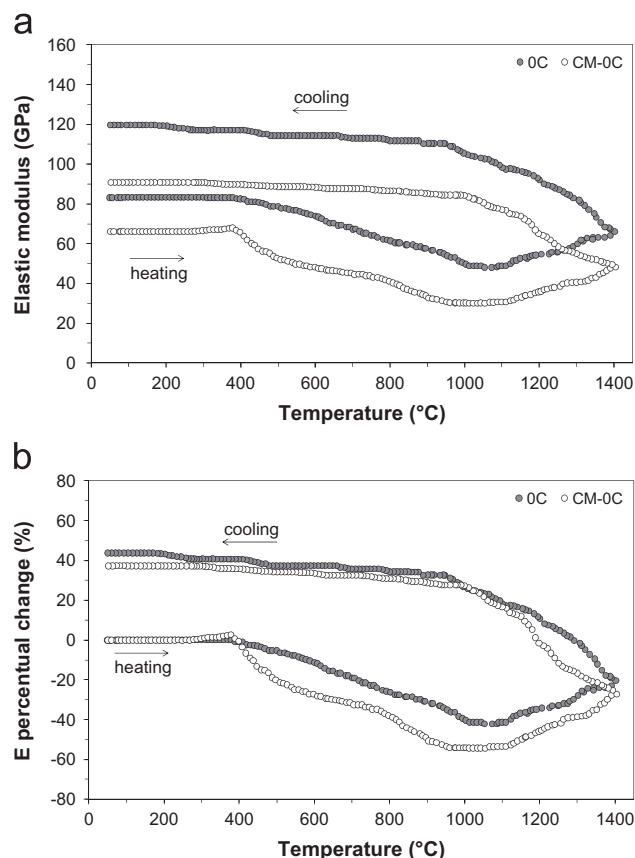 a
160
0C
CM-0C
140
cooling
120
100
80
60
heating
40
20
0
0
200
400
600
800
1000
1200
1400
Elastic modulus (GPa)
Temperature (°C)
b
80
0C
CM-0C
60
cooling
40
20
0
heating
-20
-40
-60
-80
0
200
400
600
800
1000
1200
1400
E percentual change (%)
Temperature (°C)